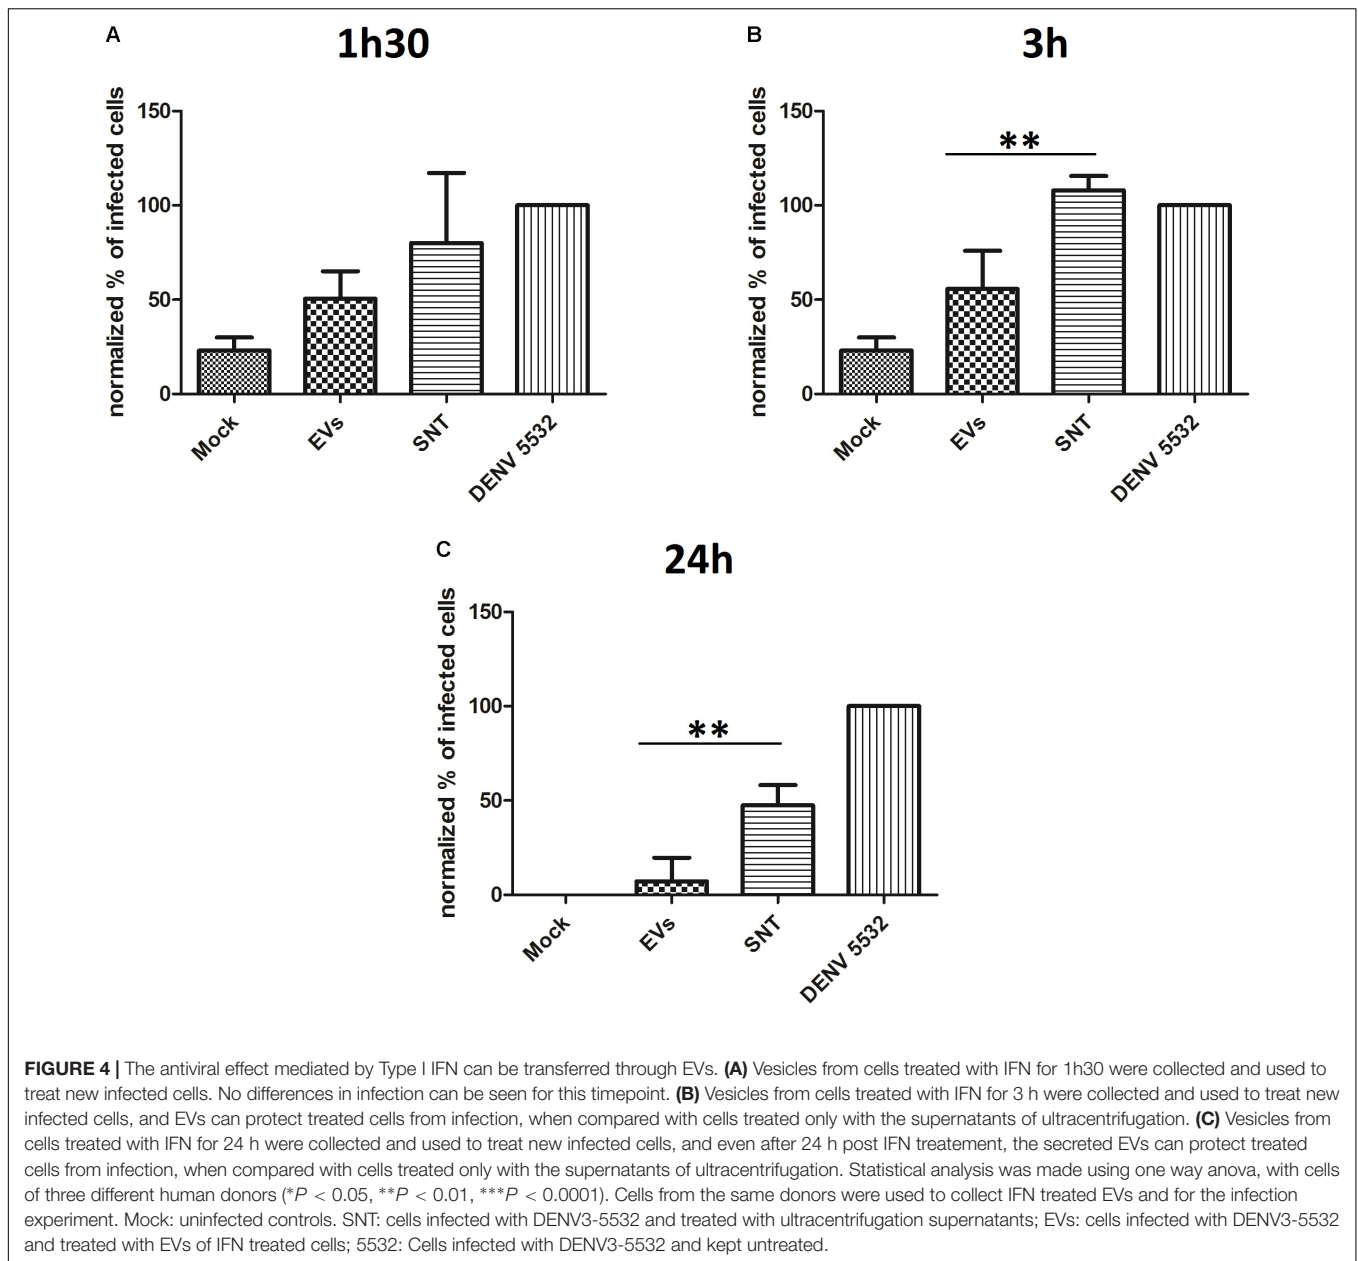 A
1h30
normalized % of infected cells
150
100
50
0
Mock
EVs
SNT
DENV 5532
B
3h
normalized % of infected cells
150
100
50
0
**
Mock
EVs
SNT
DENV 5532
C
24h
normalized % of infected cells
150
100
50
0
**
Mock
EVs
SNT
DENV 5532
FIGURE 4 | The antiviral effect mediated by Type I IFN can be transferred through EVs. (A) Vesicles from cells treated with IFN for 1h30 were collected and used to
treat new infected cells. No differences in infection can be seen for this timepoint. (B) Vesicles from cells treated with IFN for 3 h were collected and used to treat new
infected cells, and EVs can protect treated cells from infection, when compared with cells treated only with the supernatants of ultracentrifugation. (C) Vesicles from
cells treated with IFN for 24 h were collected and used to treat new infected cells, and even after 24 h post IFN treatement, the secreted EVs can protect treated
cells from infection, when compared with cells treated only with the supernatants of ultracentrifugation. Statistical analysis was made using one way anova, with cells
of three different human donors (*P < 0.05, **P < 0.01, ***P < 0.0001). Cells from the same donors were used to collect IFN treated EVs and for the infection
experiment. Mock: uninfected controls. SNT: cells infected with DENV3-5532 and treated with ultracentrifugation supernatants; EVs: cells infected with DENV3-5532
and treated with EVs of IFN treated cells; 5532: Cells infected with DENV3-5532 and kept untreated.